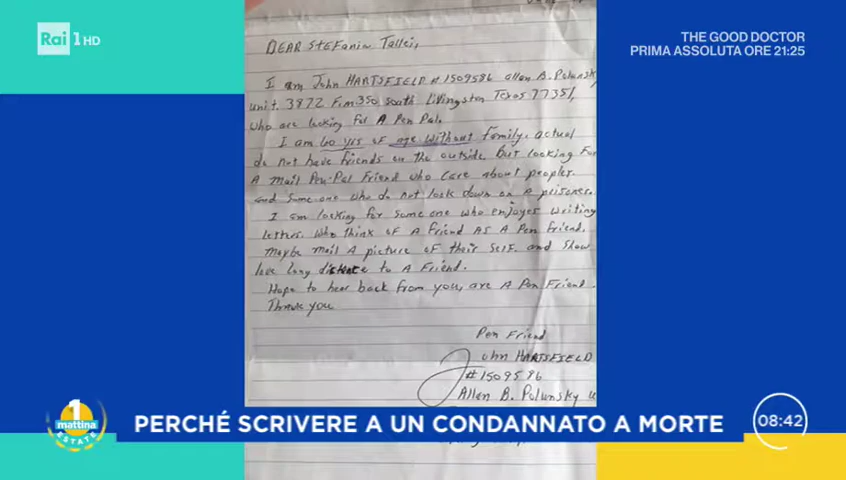 Rai 1 HD
THE GOOD DOCTOR
PRIMA ASSOLUTA ORE 21:25
DEAR STEFania Tallei,
I am John HARTSFIELD # 1509586 Allan B. Polunsky
unit. 3872 Fm 350 South Livingston Texas 77351,
who are looking for A Pen Pal.
I am 60 yrs of age without family. actual
do not have friends on the outside. But looking For
A mail Pen-Pal Friend who care about peoples.
and some one who do not look down on A prisoner.
I am looking for some one who enjoyes writing
letters. who think of A friend As A Pen friend.
maybe mail A picture of their self. and show
love long distance to A Friend.
Hope to hear back from you, are A Pen Friend.
Thank you
Pen Friend
John HARTSFIELD
#1509586
Allan B. Polunsky u
1 mattina ESTATE
PERCHÉ SCRIVERE A UN CONDANNATO A MORTE
08:42